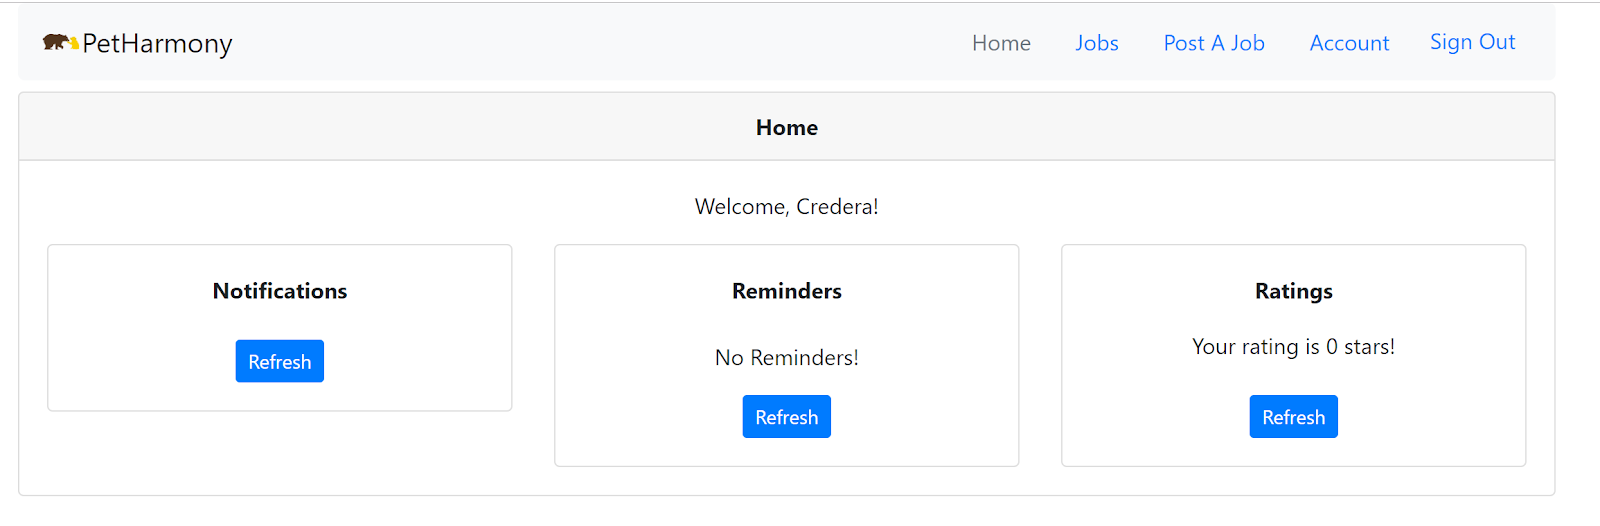 PetHarmony Home Jobs Post A Job Account Sign Out
Home
Welcome, Credera!
Notifications
Refresh
Reminders
No Reminders!
Refresh
Ratings
Your rating is 0 stars!
Refresh